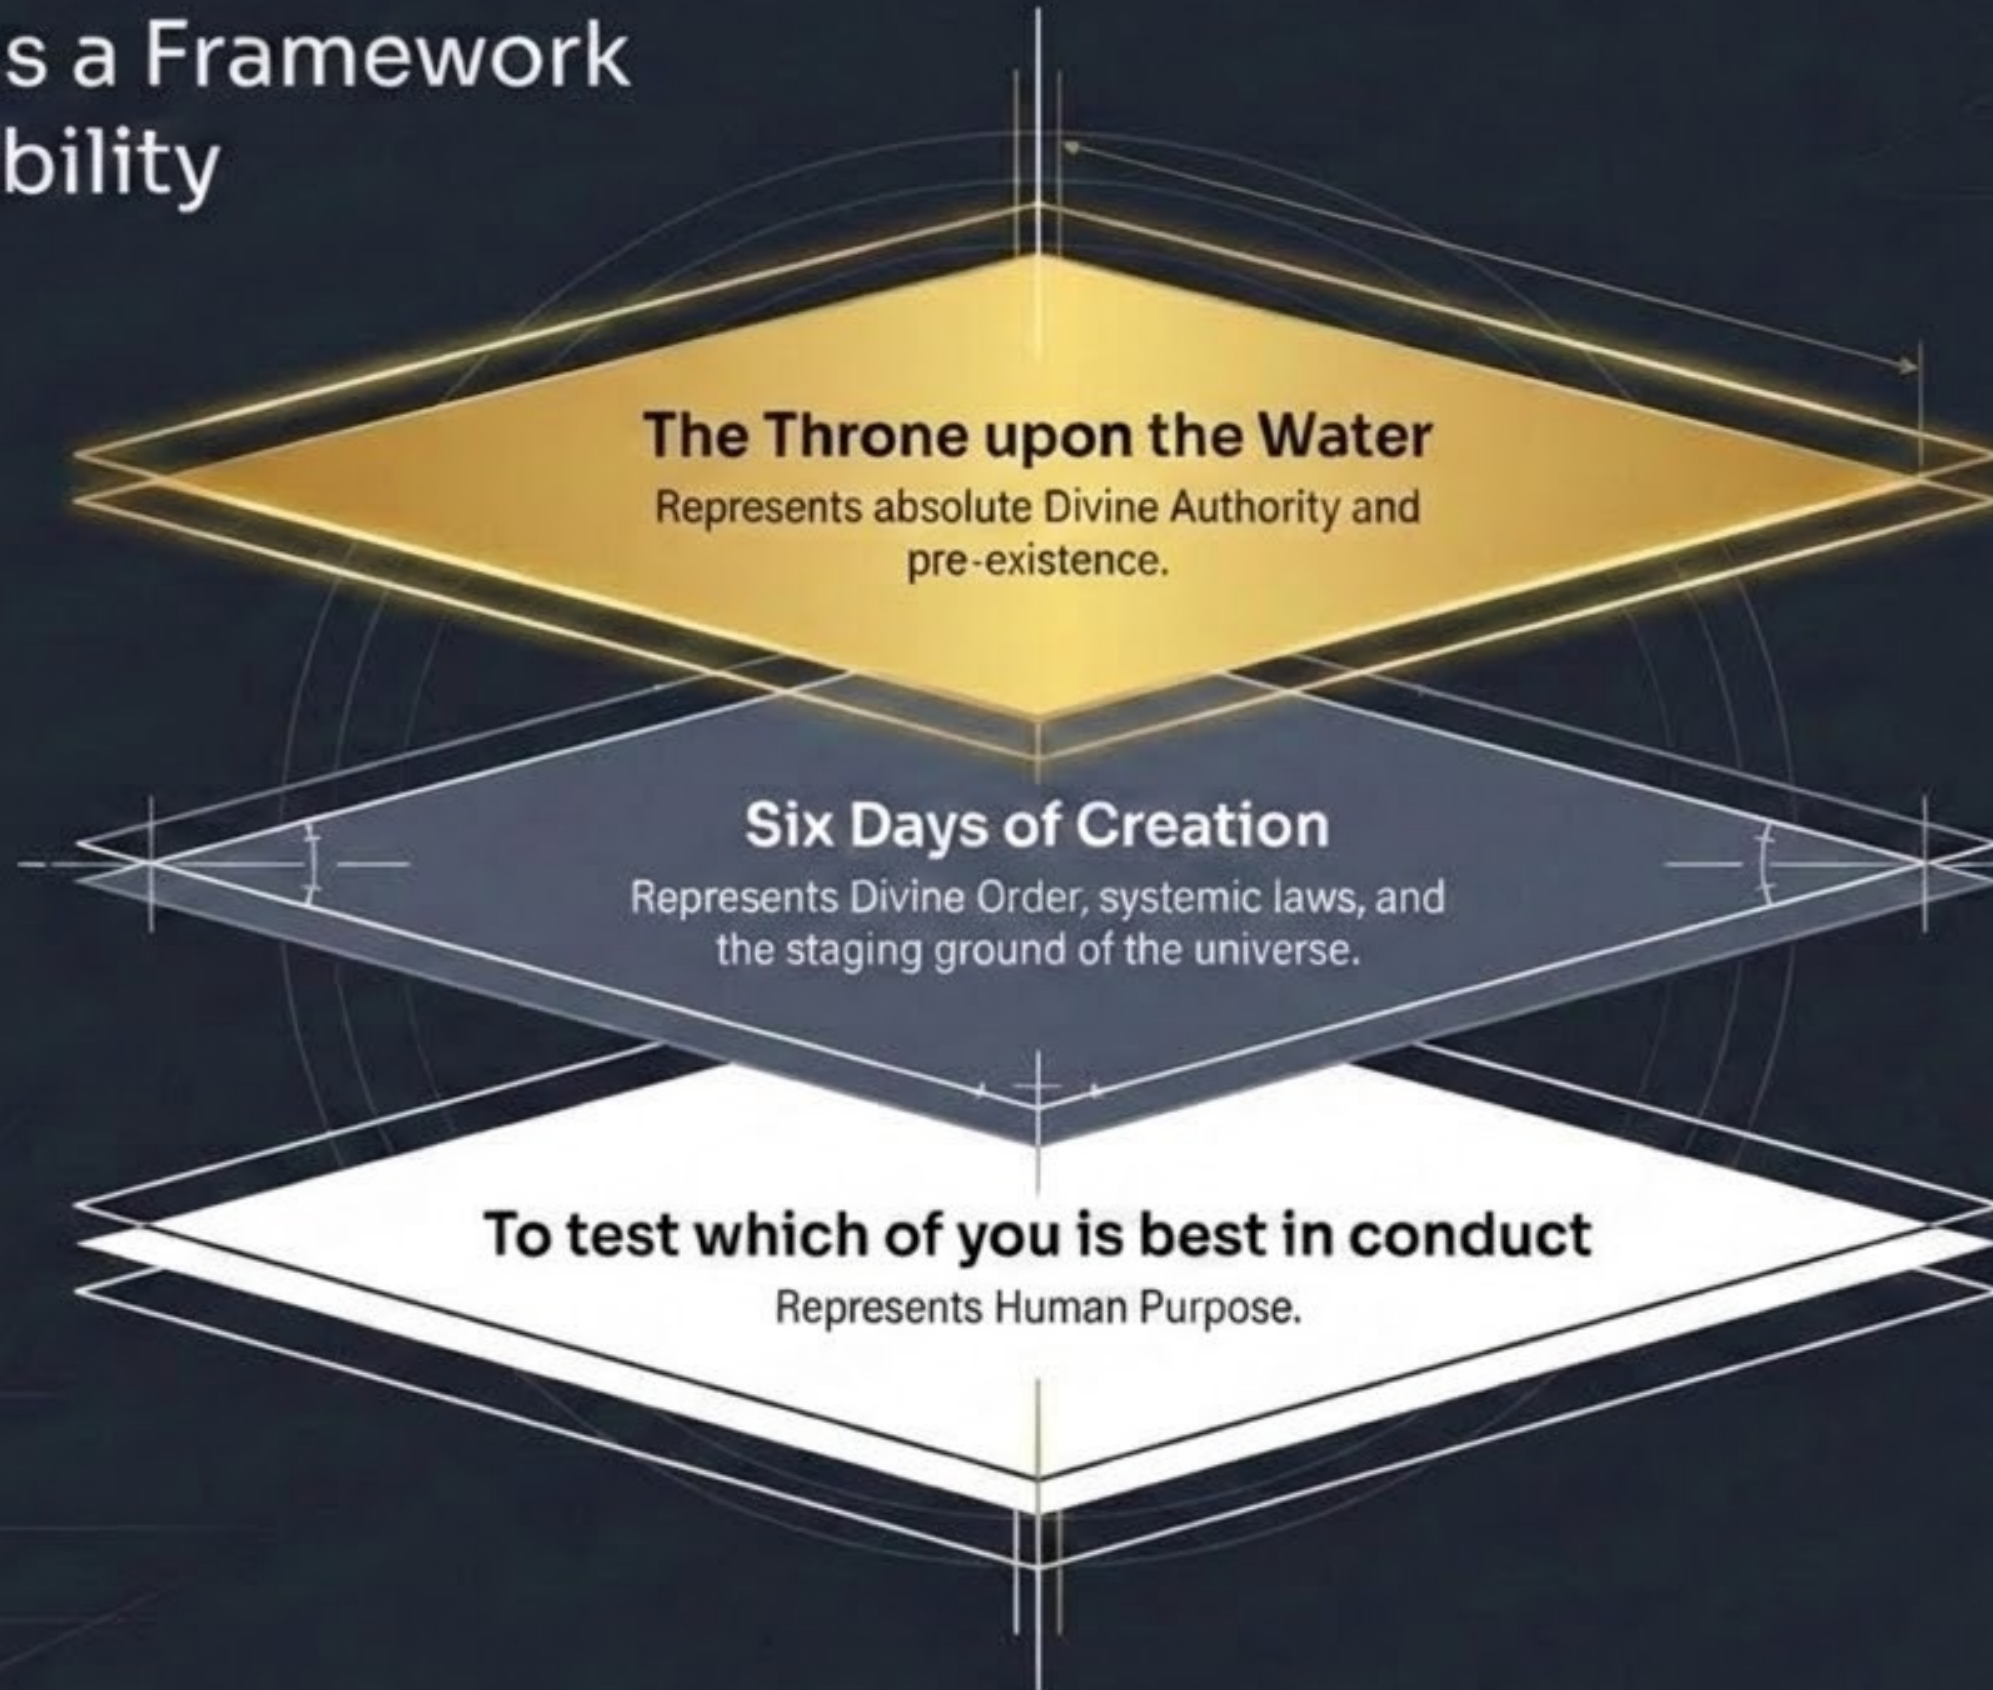 s a Framework
bility
The Throne upon the Water
Represents absolute Divine Authority and
pre-existence.
Six Days of Creation
Represents Divine Order, systemic laws, and
the staging ground of the universe.
To test which of you is best in conduct
Represents Human Purpose.